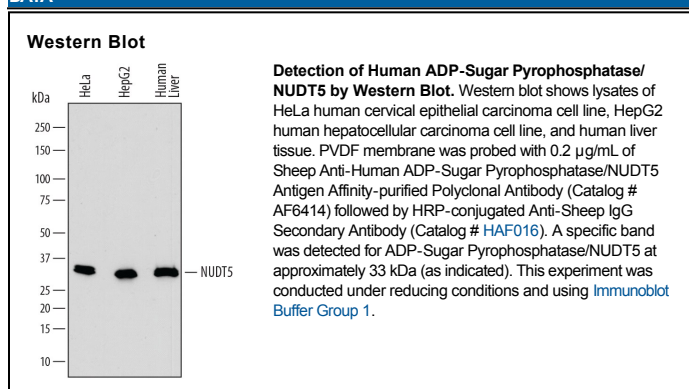 Western Blot
kDa
HeLa
HepG2
Human
Liver
250
150
100
75
50
37
25
20
15
10
NUDT5
Detection of Human ADP-Sugar Pyrophosphatase/
NUDT5 by Western Blot. Western blot shows lysates of
HeLa human cervical epithelial carcinoma cell line, HepG2
human hepatocellular carcinoma cell line, and human liver
tissue. PVDF membrane was probed with 0.2 µg/mL of
Sheep Anti-Human ADP-Sugar Pyrophosphatase/NUDT5
Antigen Affinity-purified Polyclonal Antibody (Catalog #
AF6414) followed by HRP-conjugated Anti-Sheep IgG
Secondary Antibody (Catalog # HAF016). A specific band
was detected for ADP-Sugar Pyrophosphatase/NUDT5 at
approximately 33 kDa (as indicated). This experiment was
conducted under reducing conditions and using Immunoblot
Buffer Group 1.